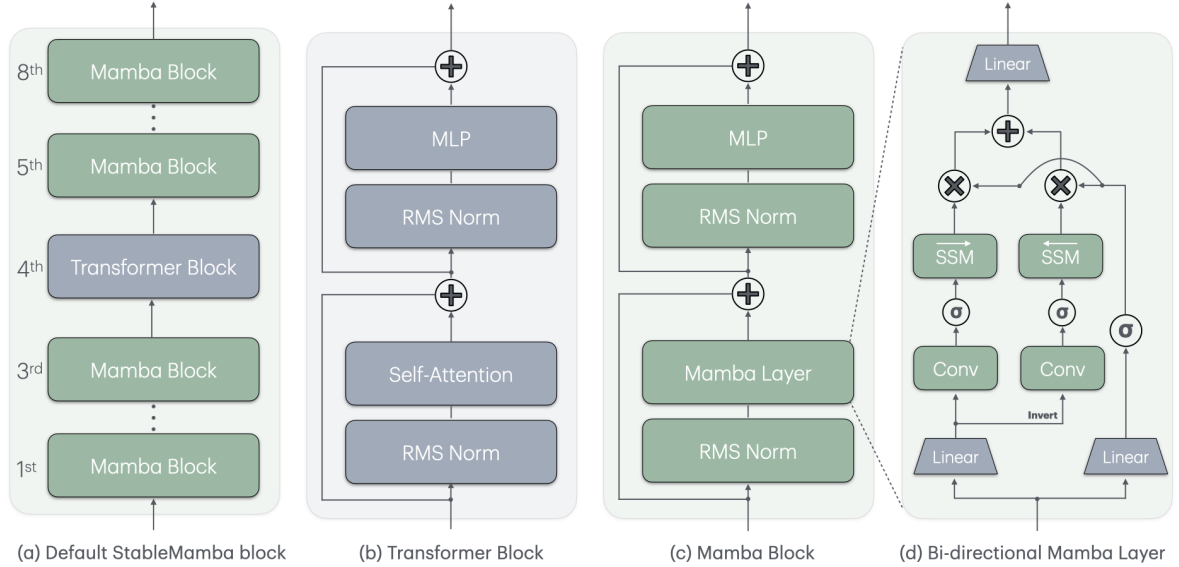 8th
Mamba Block
5th
Mamba Block
4th
Transformer Block
3rd
Mamba Block
1st
Mamba Block
(a) Default StableMamba block
MLP
RMS Norm
Self-Attention
RMS Norm
(b) Transformer Block
MLP
RMS Norm
Mamba Layer
RMS Norm
(c) Mamba Block
Linear
SSM
SSM
σ
σ
σ
Conv
Conv
Invert
Linear
Linear
(d) Bi-directional Mamba Layer